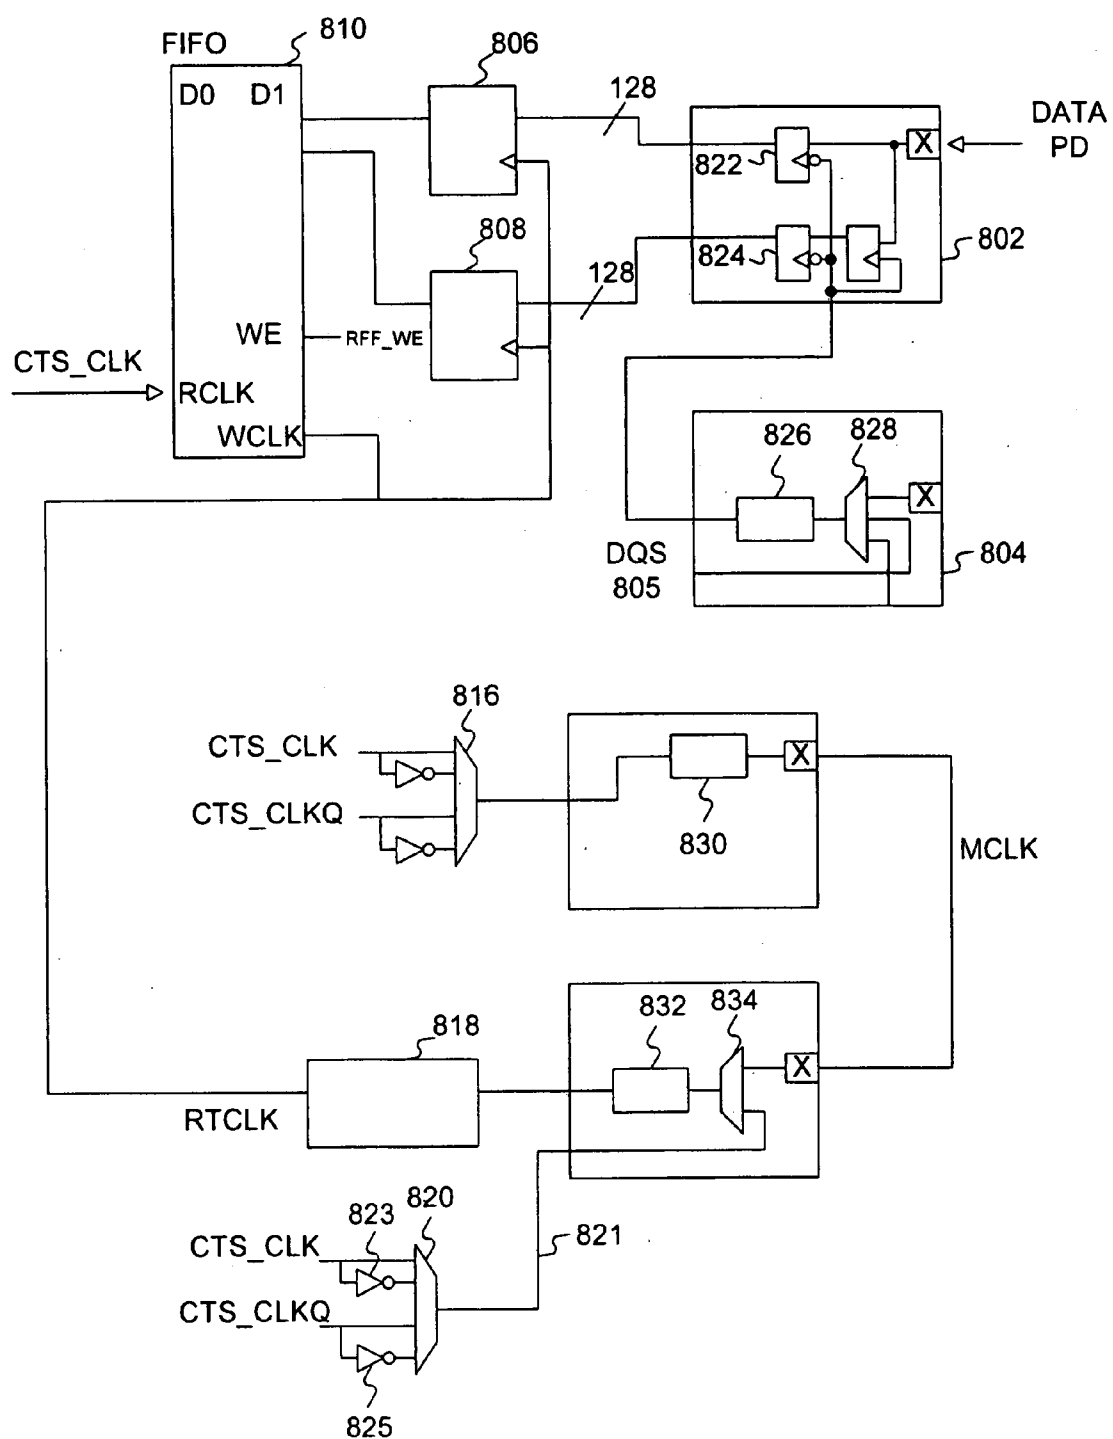 FIFO
810
806
D0 D1
128
DATA
PD
X
822
808
824
802
128
WE
RFF_WE
CTS_CLK
RCLK
WCLK
826
828
X
DQS
805
804
816
CTS_CLK
X
CTS_CLKQ
830
MCLK
818
832
834
X
RTCLK
820
823
CTS_CLK
821
CTS_CLKQ
825